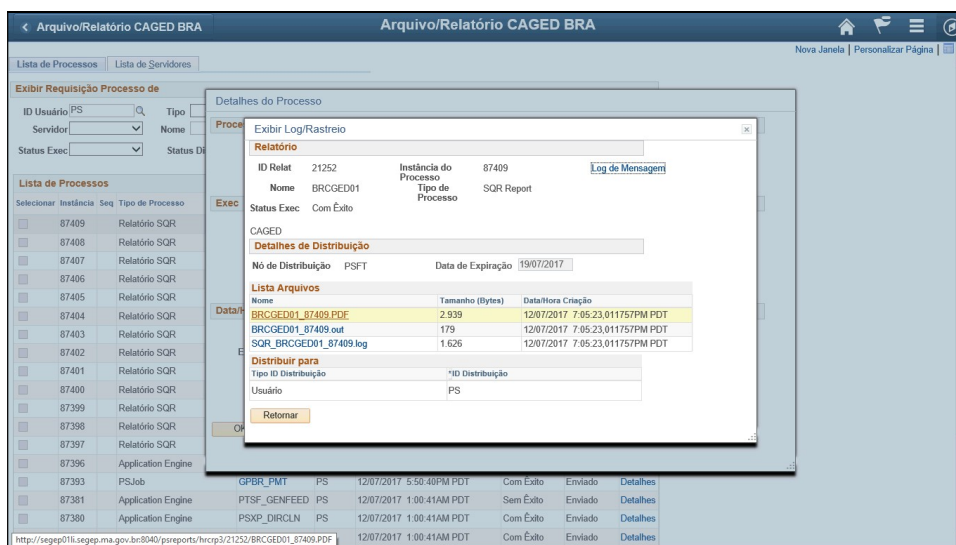 Arquivo/Relatório CAGED BRA
Arquivo/Relatório CAGED BRA
Nova Janela | Personalizar Página |
Lista de Processos
Lista de Servidores
Exibir Requisição Processo de
ID Usuário PS
Tipo
Servidor
Nome
Status Exec
Lista de Processos
Selecionar Instância Seq Tipo de Processo
87409 Relatório SQR
87408 Relatório SQR
87407 Relatório SQR
87406 Relatório SQR
87405 Relatório SQR
87404 Relatório SQR
87403 Relatório SQR
87402 Relatório SQR
87401 Relatório SQR
87400 Relatório SQR
87399 Relatório SQR
87398 Relatório SQR
87397 Relatório SQR
87396 Application Engine
87393 PSJob GPBR_PMT PS 12/07/2017 5:50:40PM PDT Com Êxito Enviado Detalhes
87381 Application Engine PTSF_GENFEED PS 12/07/2017 1:00:41AM PDT Sem Êxito Enviado Detalhes
87380 Application Engine PSXP_DIRCLN PS 12/07/2017 1:00:41AM PDT Com Êxito Enviado Detalhes
12/07/2017 1:00:41AM PDT Com Êxito Enviado Detalhes
http://segep01li.segep.ma.gov.br:8040/psreports/hrcrp3/21252/BRCGED01_87409.PDF
Detalhes do Processo
Exibir Log/Rastreio
Relatório
ID Relat 21252 Instância do Processo 87409 Log de Mensagem
Nome BRCGED01 Tipo de Processo SQR Report
Status Exec Com Êxito
CAGED
Detalhes de Distribuição
Nó de Distribuição PSFT Data de Expiração 19/07/2017
Lista Arquivos
Nome Tamanho (Bytes) Data/Hora Criação
BRCGED01_87409.PDF 2.939 12/07/2017 7:05:23,011757PM PDT
BRCGED01_87409.out 179 12/07/2017 7:05:23,011757PM PDT
SQR_BRCGED01_87409.log 1.626 12/07/2017 7:05:23,011757PM PDT
Distribuir para
Tipo ID Distribuição *ID Distribuição
Usuário PS
Retornar